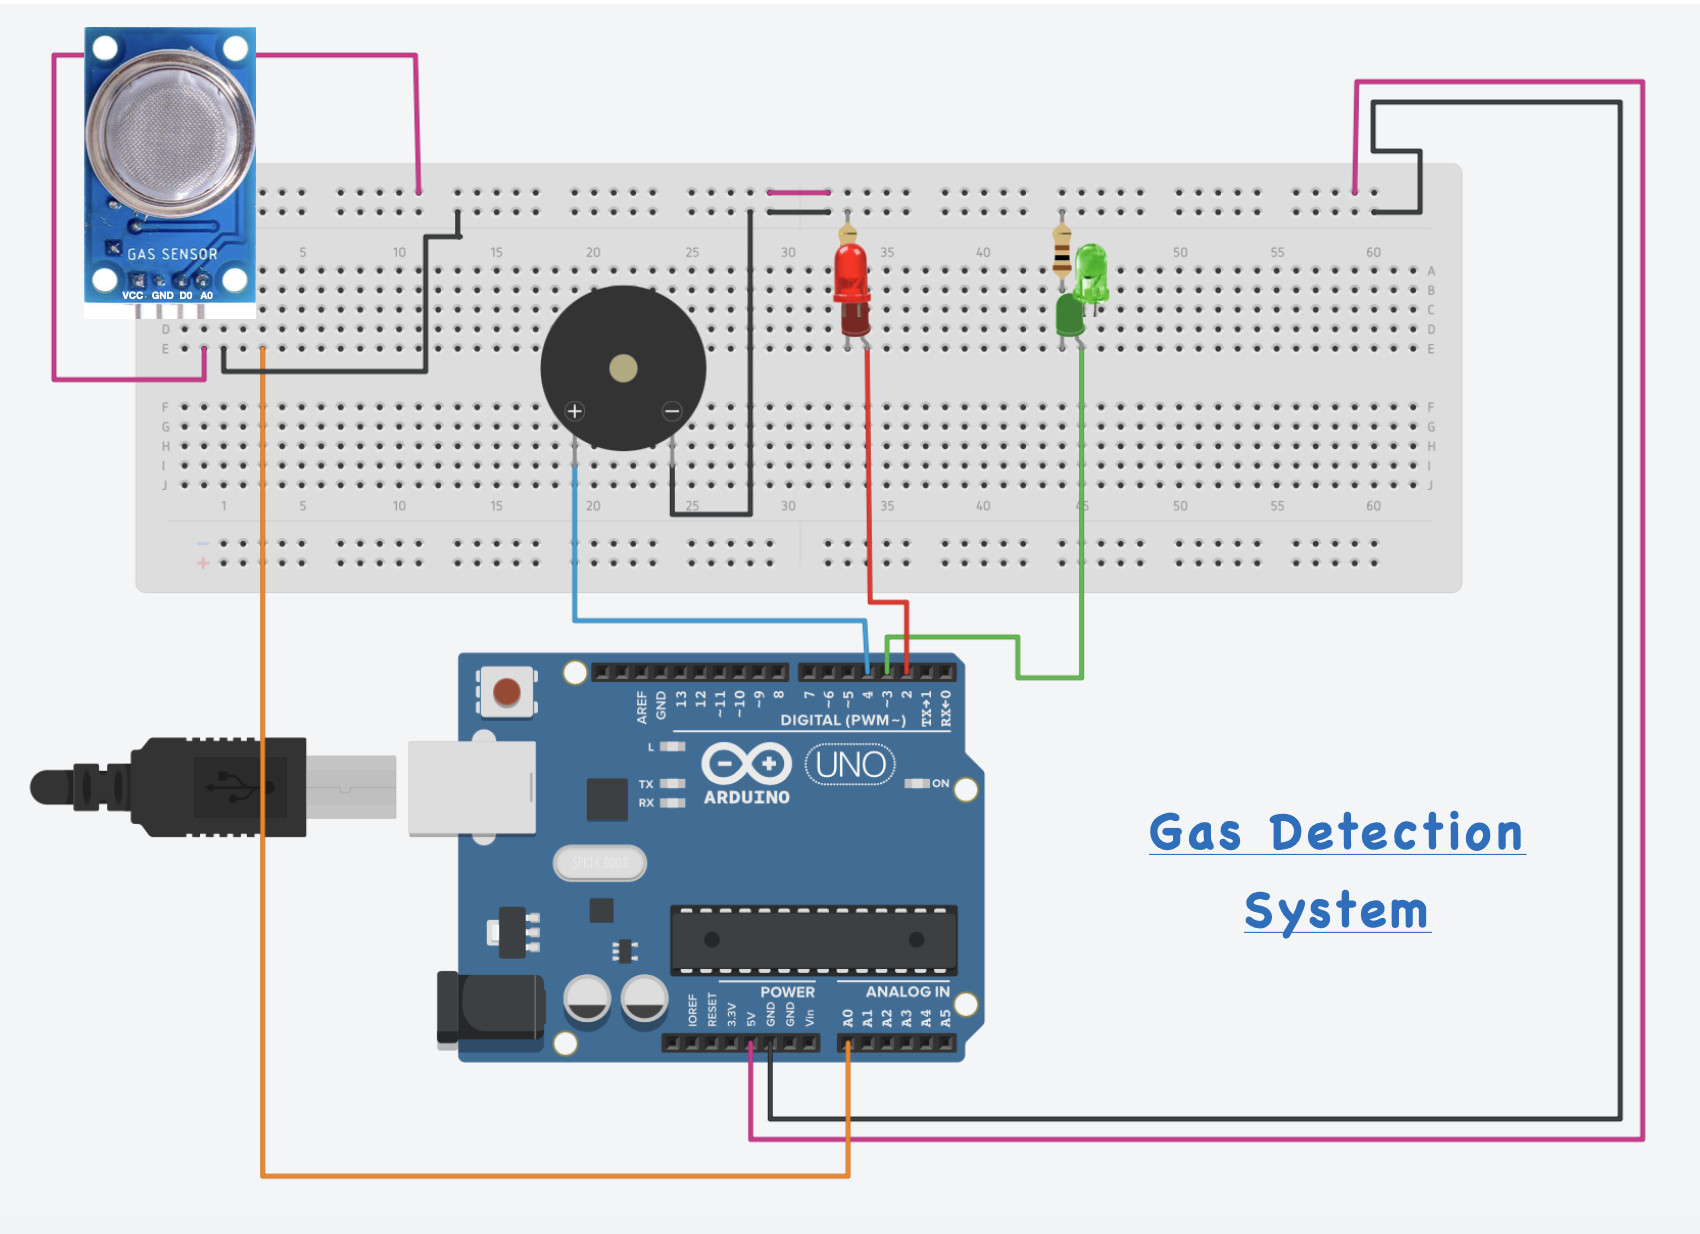 GAS SENSOR
VCC GND D0 A0
5 10 15 20 25 30 35 40 50 55 60
A A
B B
C C
D D
E E
F F
G G
H H
I I
J J
1 5 10 15 20 25 30 35 40 45 50 55 60
AREF GND 13 12 ~11 ~10 ~9 8 7 ~6 ~5 4 ~3 2 TX→1 RX←0
DIGITAL (PWM~)
L
TX
RX
ON
UNO
ARDUINO
SPK16.000G
Gas Detection
System
POWER ANALOG IN
IOREF RESET 3.3V 5V GND GND Vin A0 A1 A2 A3 A4 A5